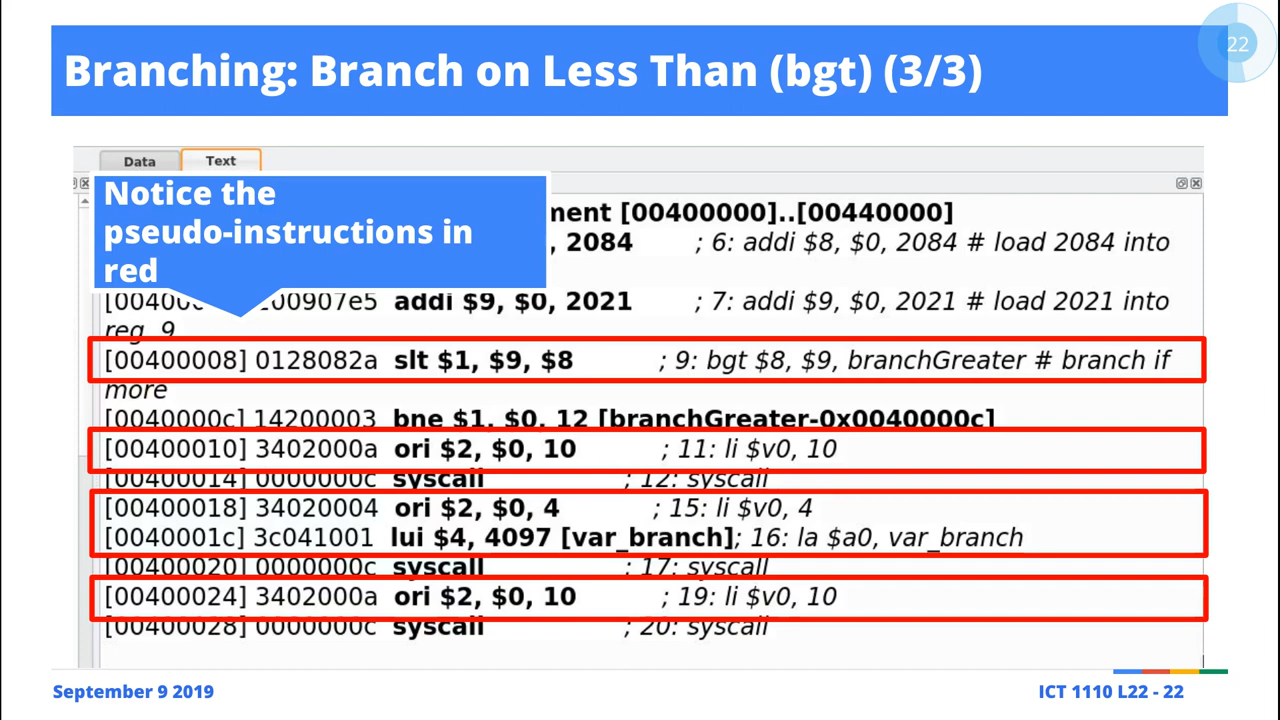 22
Branching: Branch on Less Than (bgt) (3/3)
Data Text
Notice the
pseudo-instructions in
red
ment [00400000]..[00440000]
, 2084 ; 6: addi $8, $0, 2084 # load 2084 into
00907e5 addi $9, $0, 2021 ; 7: addi $9, $0, 2021 # load 2021 into
reg 9
[00400008] 0128082a slt $1, $9, $8 ; 9: bgt $8, $9, branchGreater # branch if
more
[0040000c] 14200003 bne $1, $0, 12 [branchGreater-0x0040000c]
[00400010] 3402000a ori $2, $0, 10 ; 11: li $v0, 10
[00400014] 0000000c syscall ; 12: syscall
[00400018] 34020004 ori $2, $0, 4 ; 15: li $v0, 4
[0040001c] 3c041001 lui $4, 4097 [var_branch]; 16: la $a0, var_branch
[00400020] 0000000c syscall ; 17: syscall
[00400024] 3402000a ori $2, $0, 10 ; 19: li $v0, 10
[00400028] 0000000c syscall ; 20: syscall
September 9 2019 ICT 1110 L22 - 22